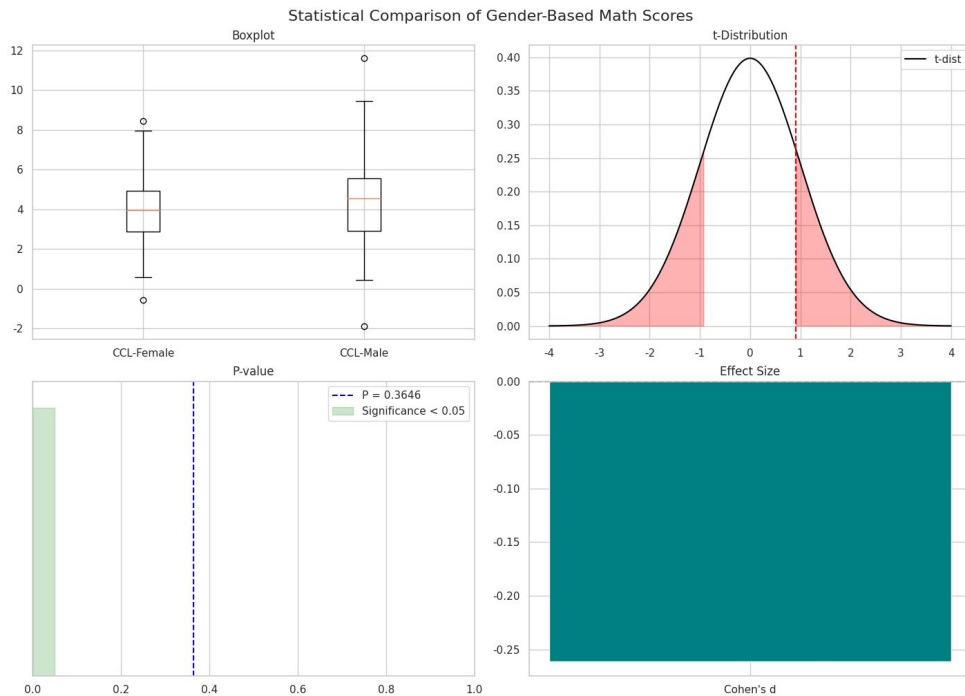 Statistical Comparison of Gender-Based Math Scores
Boxplot
12
10
8
6
4
2
0
-2
CCL-Female CCL-Male
t-Distribution
t-dist
0.40
0.35
0.30
0.25
0.20
0.15
0.10
0.05
0.00
-4 -3 -2 -1 0 1 2 3 4
P-value
P = 0.3646
Significance < 0.05
0.0 0.2 0.4 0.6 0.8 1.0
Effect Size
0.00
-0.05
-0.10
-0.15
-0.20
-0.25
Cohen's d